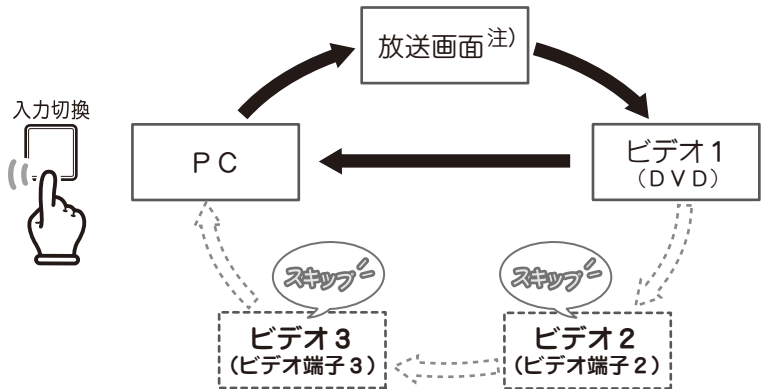 放送画面注)
入力切換
ＰＣ
ビデオ1
（ＤＶＤ）
スキップ
スキップ
ビデオ3
（ビデオ端子3）
ビデオ2
（ビデオ端子2）